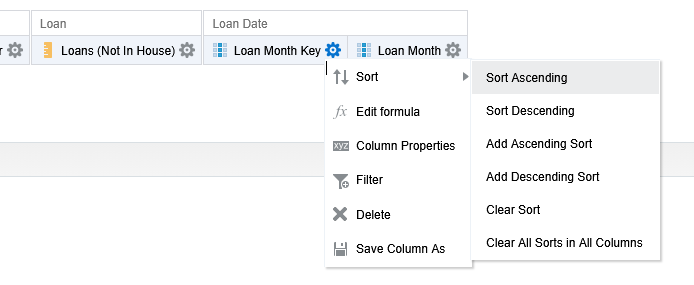 Loan
Loan Date
r
Loans (Not In House)
Loan Month Key
Loan Month
Sort
Sort Ascending
fx
Edit formula
Sort Descending
xyz
Column Properties
Add Ascending Sort
Filter
Add Descending Sort
Delete
Clear Sort
Save Column As
Clear All Sorts in All Columns